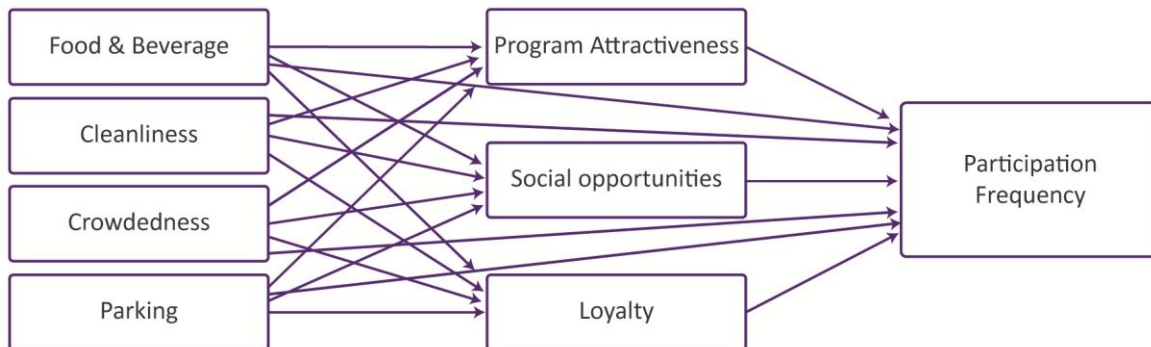 Food & Beverage
Cleanliness
Crowdedness
Parking
Program Attractiveness
Social opportunities
Loyalty
Participation
Frequency